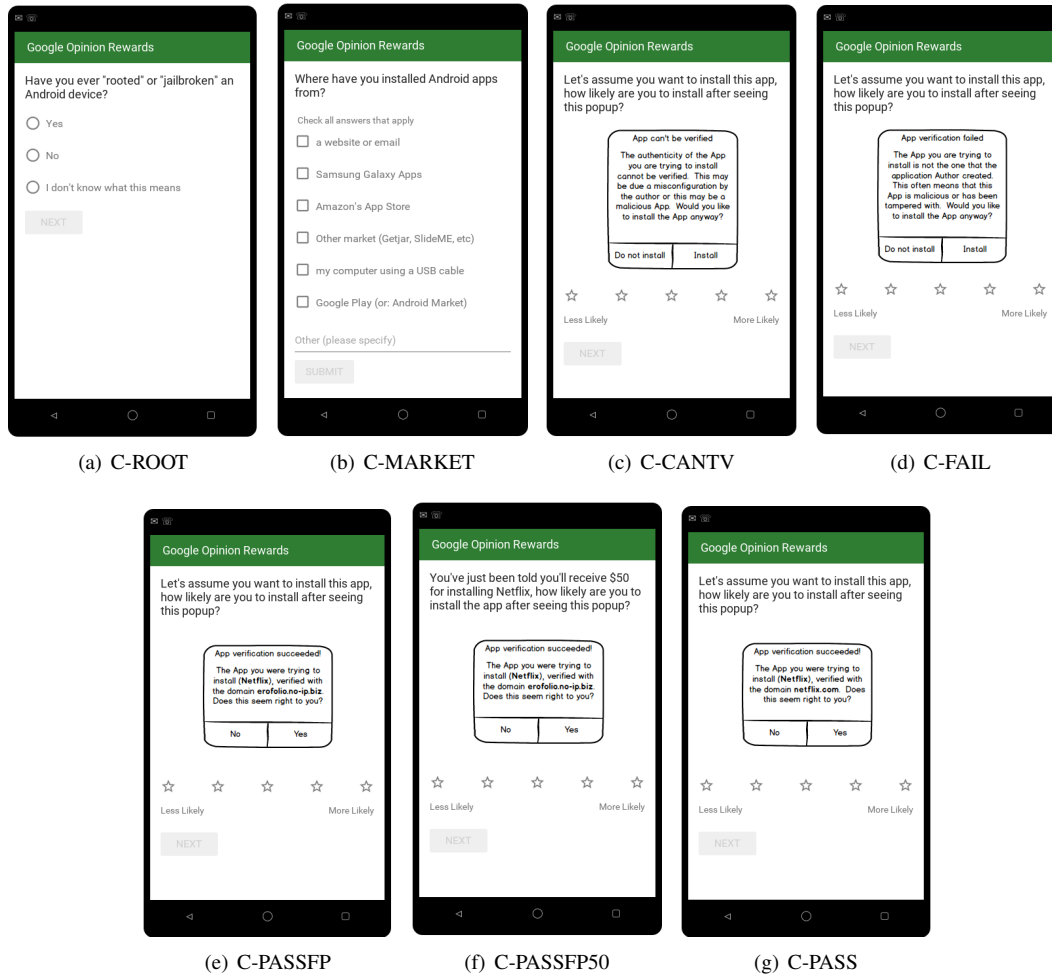 Google Opinion Rewards
Have you ever "rooted" or "jailbroken" an
Android device?
Yes
No
I don't know what this means
NEXT
(a) C-ROOT
Google Opinion Rewards
Where have you installed Android apps
from?
Check all answers that apply
a website or email
Samsung Galaxy Apps
Amazon's App Store
Other market (Getjar, SlideME, etc)
my computer using a USB cable
Google Play (or: Android Market)
Other (please specify)
SUBMIT
(b) C-MARKET
Google Opinion Rewards
Let's assume you want to install this app,
how likely are you to install after seeing
this popup?
App can't be verified
The authenticity of the App
you are trying to install
cannot be verified. This may
be due a misconfiguration by
the author or this may be a
malicious App. Would you like
to install the App anyway?
Do not install Install
Less Likely More Likely
NEXT
(c) C-CANTV
Google Opinion Rewards
Let's assume you want to install this app,
how likely are you to install after seeing
this popup?
App verification failed
The App you are trying to
install is not the one that the
application Author created.
This often means that this
App is malicious or has been
tampered with. Would you like
to install the App anyway?
Do not install Install
Less Likely More Likely
NEXT
(d) C-FAIL
Google Opinion Rewards
Let's assume you want to install this app,
how likely are you to install after seeing
this popup?
App verification succeeded!
The App you were trying to
install (Netflix), verified with
the domain erofolio.no-ip.biz.
Does this seem right to you?
No Yes
Less Likely More Likely
NEXT
(e) C-PASSFP
Google Opinion Rewards
You've just been told you'll receive $50
for installing Netflix, how likely are you to
install the app after seeing this popup?
App verification succeeded!
The App you were trying to
install (Netflix), verified with
the domain erofolio.no-ip.biz.
Does this seem right to you?
No Yes
Less Likely More Likely
NEXT
(f) C-PASSFP50
Google Opinion Rewards
Let's assume you want to install this app,
how likely are you to install after seeing
this popup?
App verification succeeded!
The App you were trying to
install (Netflix), verified with
the domain netflix.com. Does
this seem right to you?
No Yes
Less Likely More Likely
NEXT
(g) C-PASS